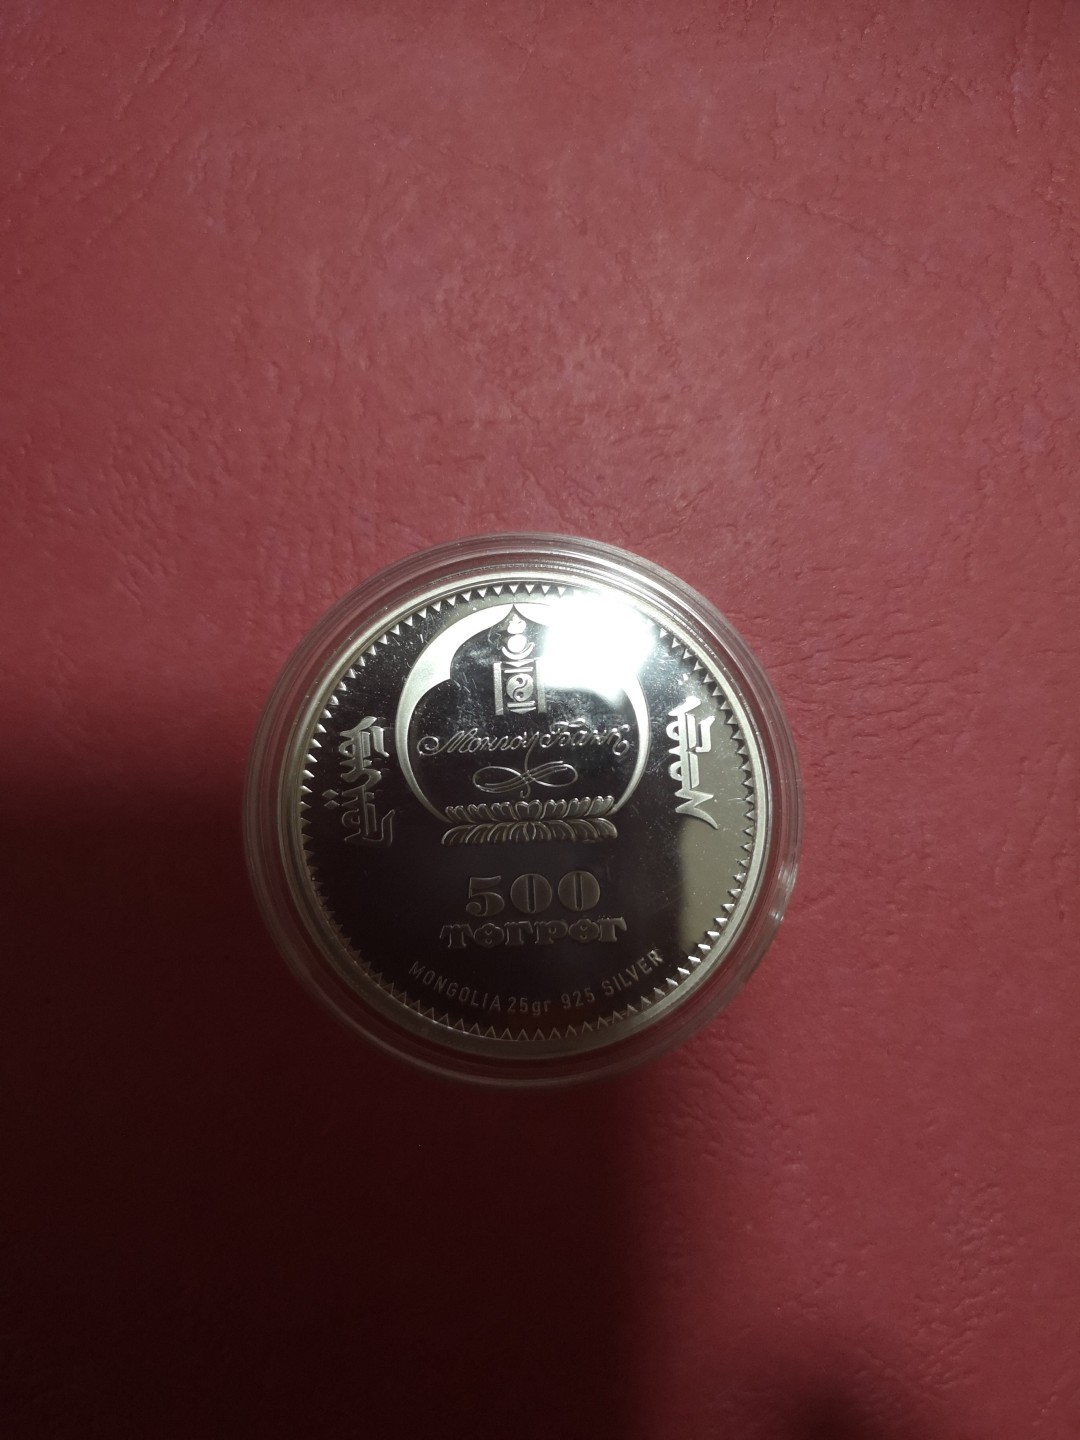 Монгол Банк
500
ТӨГРӨГ
MONGOLIA 25gr 925 SILVER